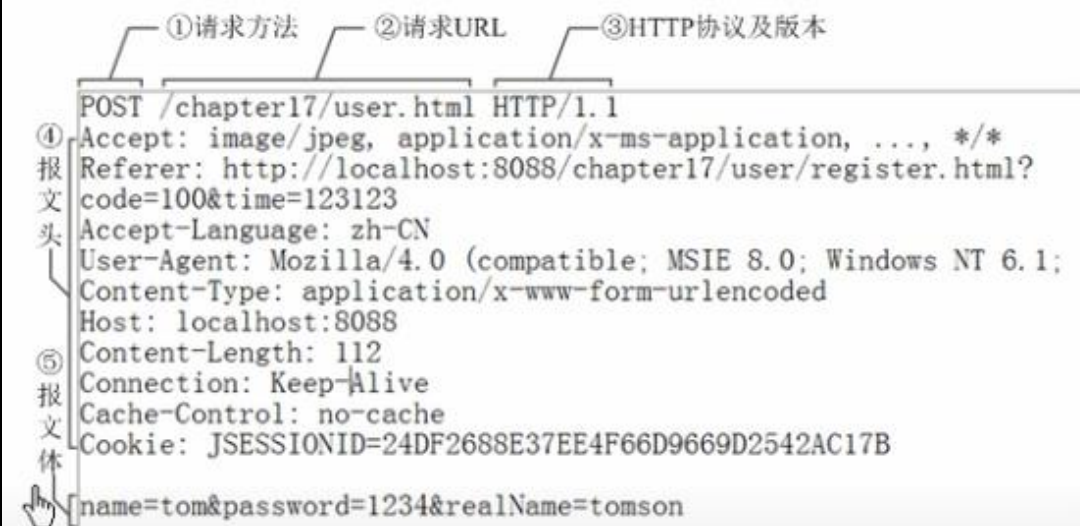 ①请求方法 ②请求URL ③HTTP协议及版本
POST /chapter17/user.html HTTP/1.1
④报文头
Accept: image/jpeg, application/x-ms-application, ..., */*
Referer: http://localhost:8088/chapter17/user/register.html?
code=100&time=123123
Accept-Language: zh-CN
User-Agent: Mozilla/4.0 (compatible; MSIE 8.0; Windows NT 6.1;
Content-Type: application/x-www-form-urlencoded
Host: localhost:8088
Content-Length: 112
Connection: Keep-Alive
Cache-Control: no-cache
Cookie: JSESSIONID=24DF2688E37EE4F66D9669D2542AC17B
⑤报文体
name=tom&password=1234&realName=tomson